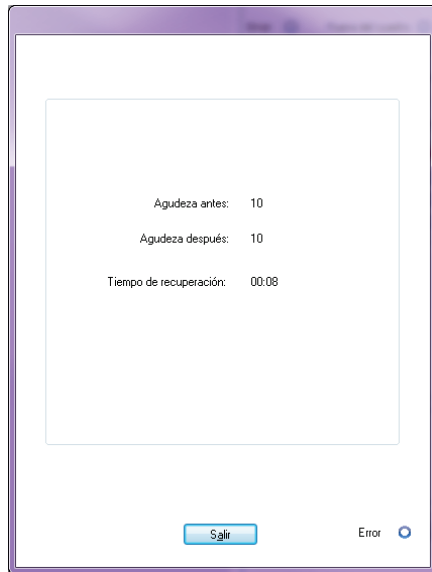 Agudeza antes: 10
Agudeza después: 10
Tiempo de recuperación: 00:08
Salir
Error